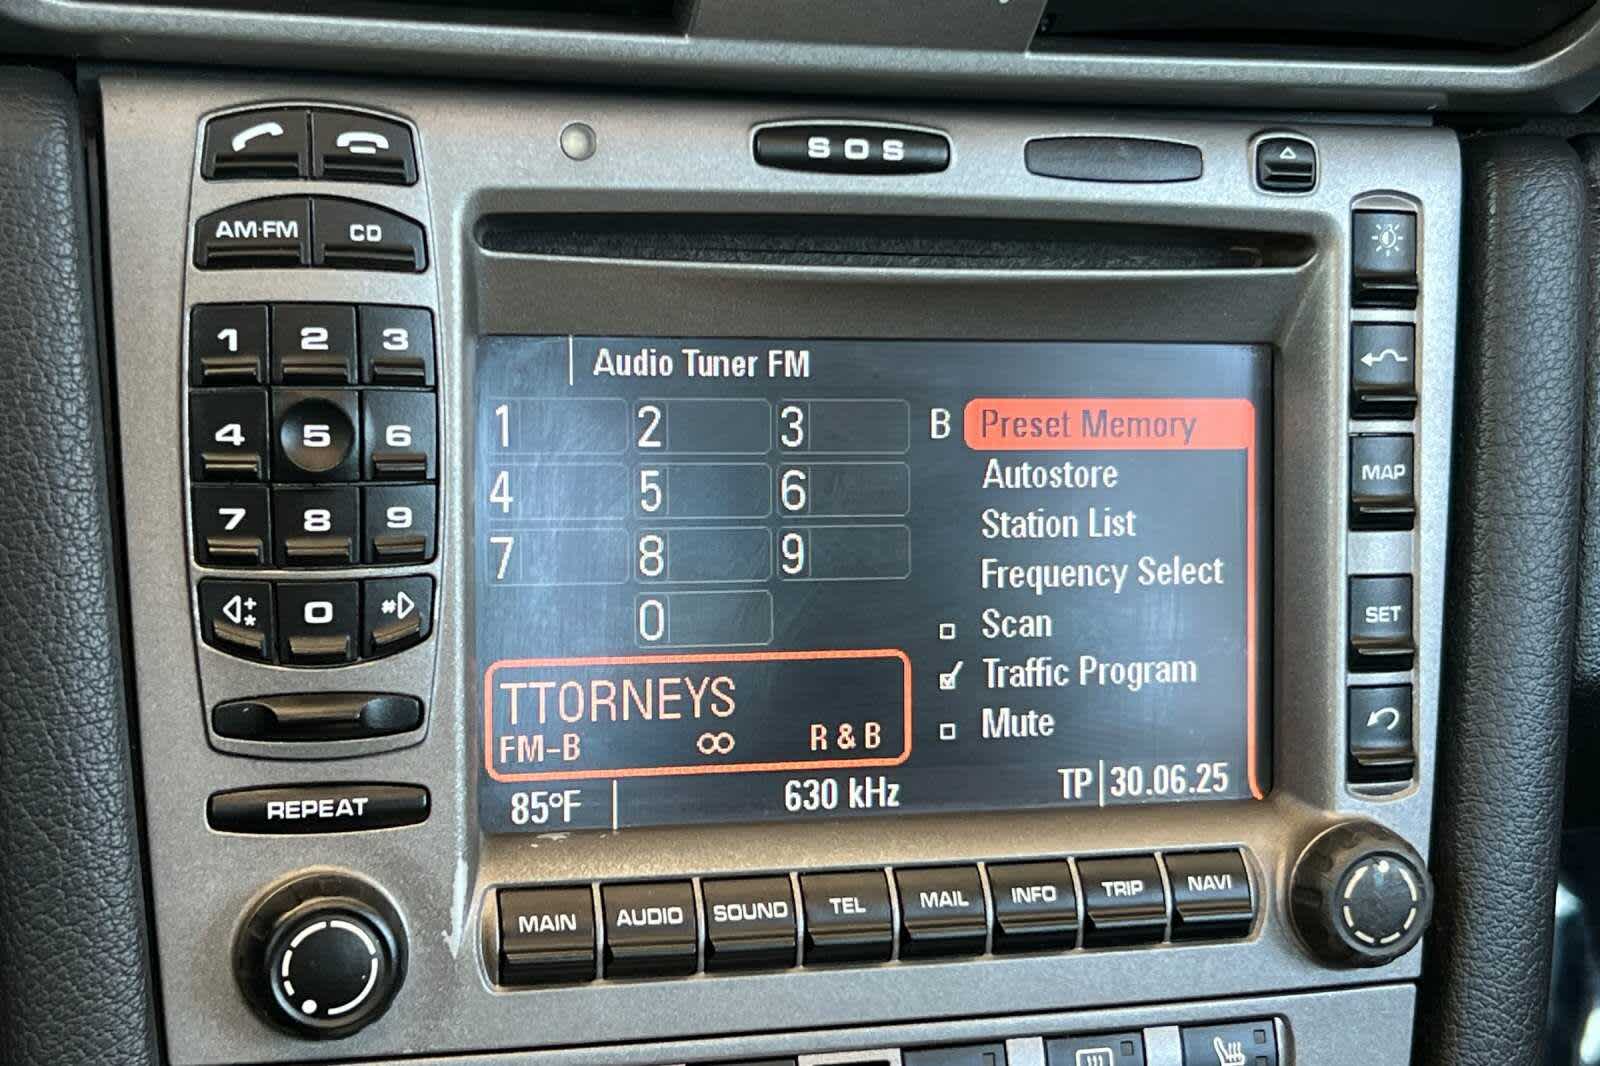 SOS
AM·FM CD
1 2 3
4 5 6
7 8 9
* 0 #
REPEAT
Audio Tuner FM
1 2 3
4 5 6
7 8 9
0
B Preset Memory
Autostore
Station List
Frequency Select
Scan
Traffic Program
Mute
TTORNEYS
FM-B R & B
85°F 630 kHz TP 30.06.25
MAP
SET
MAIN AUDIO SOUND TEL MAIL INFO TRIP NAVI